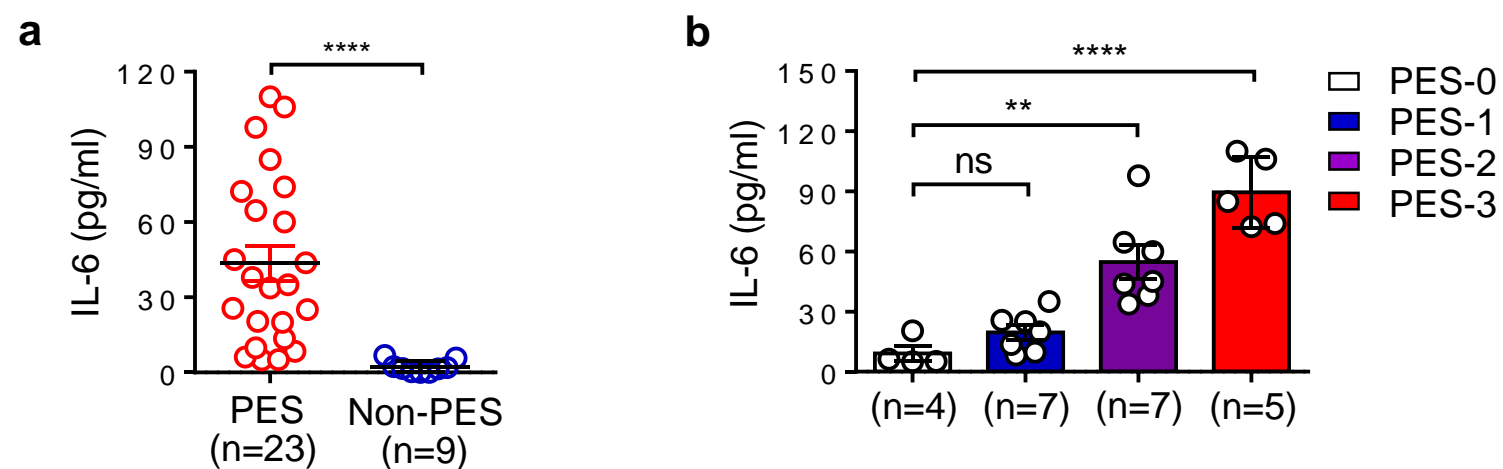 a
****
120
90
60
30
0
IL-6 (pg/ml)
PES
(n=23)
Non-PES
(n=9)
b
****
**
ns
150
120
90
60
30
0
IL-6 (pg/ml)
(n=4)
(n=7)
(n=7)
(n=5)
PES-0
PES-1
PES-2
PES-3